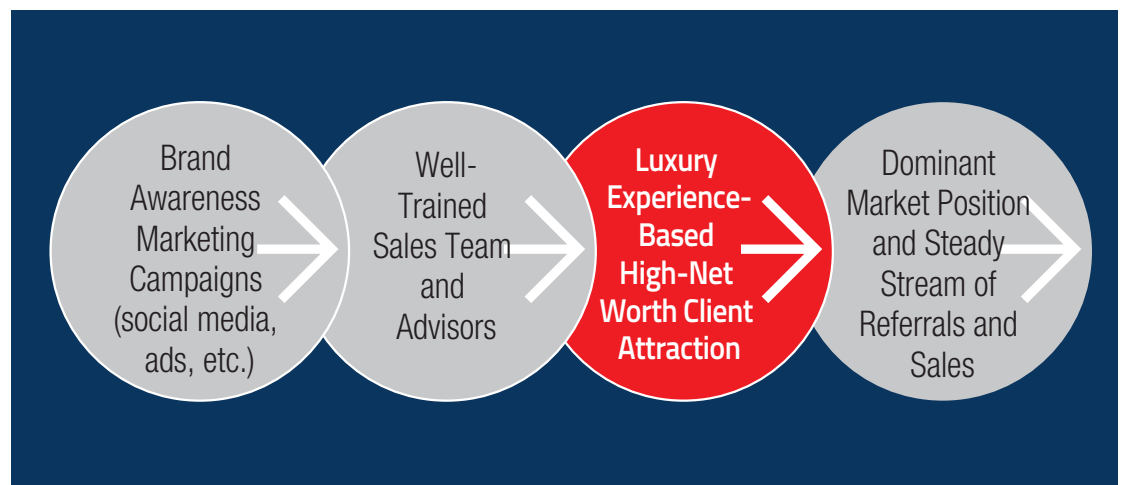 Brand
Awareness
Marketing
Campaigns
(social media,
ads, etc.)
Well-
Trained
Sales Team
and
Advisors
Luxury
Experience-
Based
High-Net
Worth Client
Attraction
Dominant
Market Position
and Steady
Stream of
Referrals and
Sales